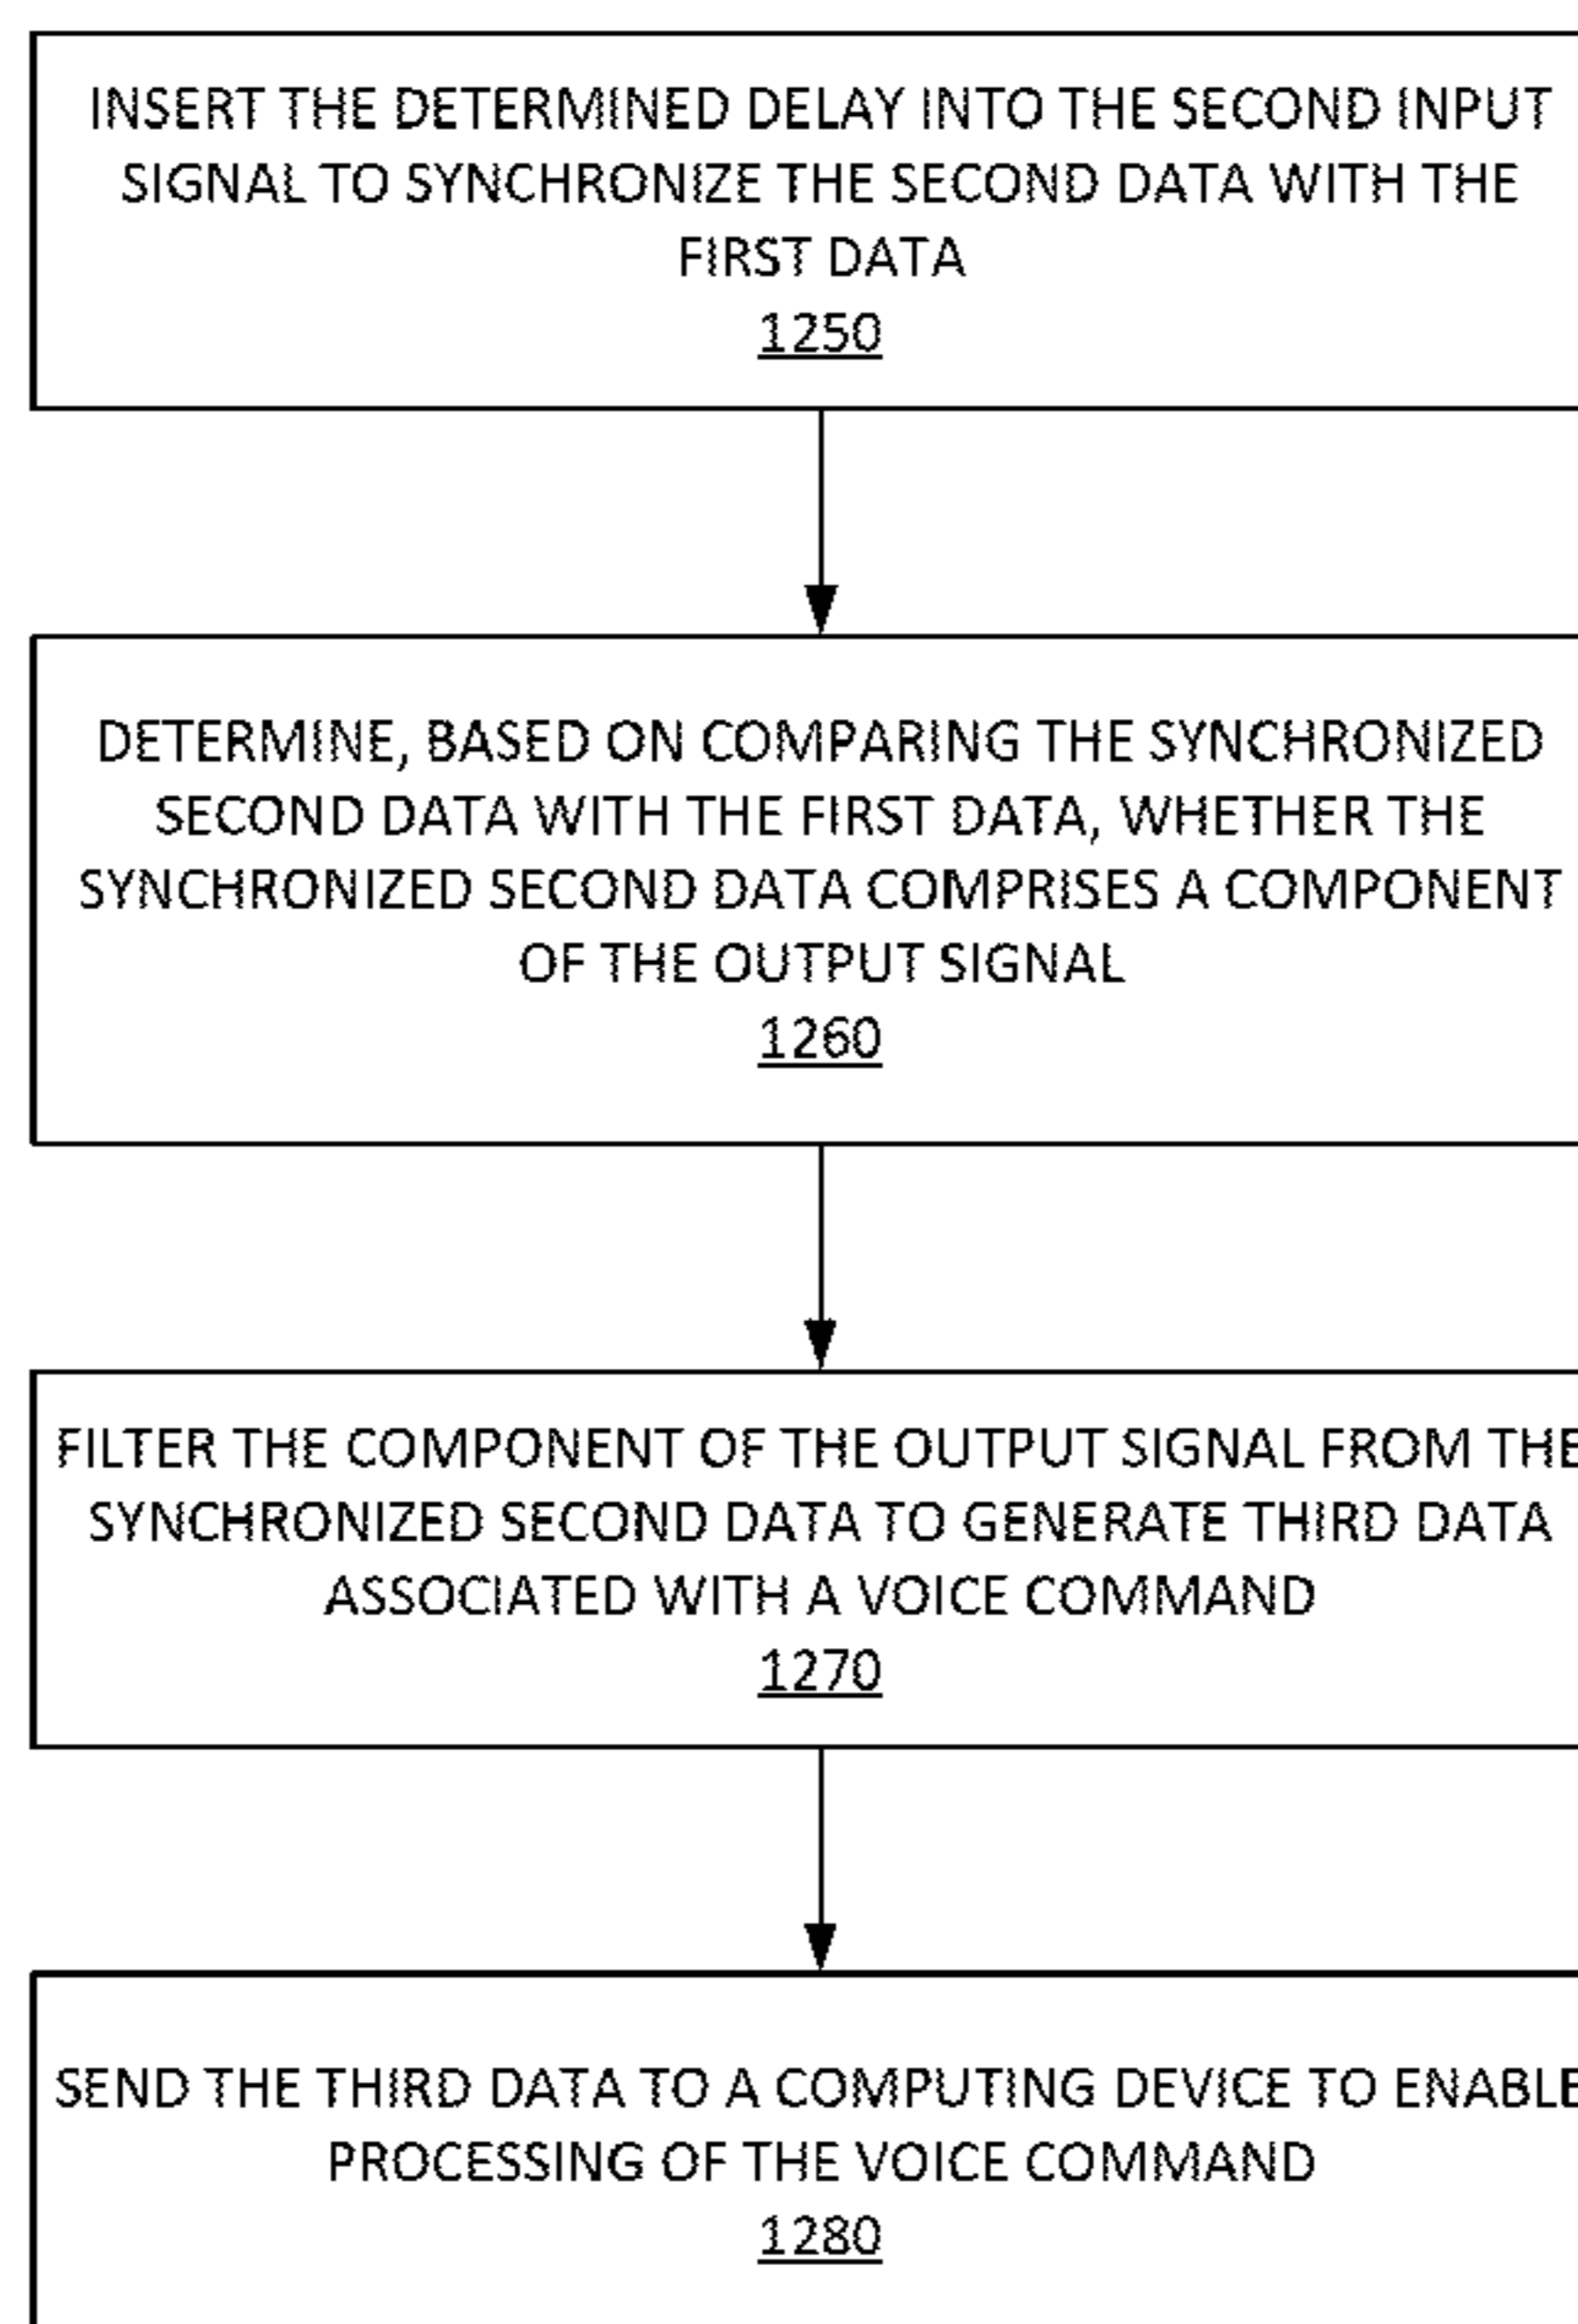 INSERT THE DETERMINED DELAY INTO THE SECOND INPUT
SIGNAL TO SYNCHRONIZE THE SECOND DATA WITH THE
FIRST DATA
1250
DETERMINE, BASED ON COMPARING THE SYNCHRONIZED
SECOND DATA WITH THE FIRST DATA, WHETHER THE
SYNCHRONIZED SECOND DATA COMPRISES A COMPONENT
OF THE OUTPUT SIGNAL
1260
FILTER THE COMPONENT OF THE OUTPUT SIGNAL FROM THE
SYNCHRONIZED SECOND DATA TO GENERATE THIRD DATA
ASSOCIATED WITH A VOICE COMMAND
1270
SEND THE THIRD DATA TO A COMPUTING DEVICE TO ENABLE
PROCESSING OF THE VOICE COMMAND
1280